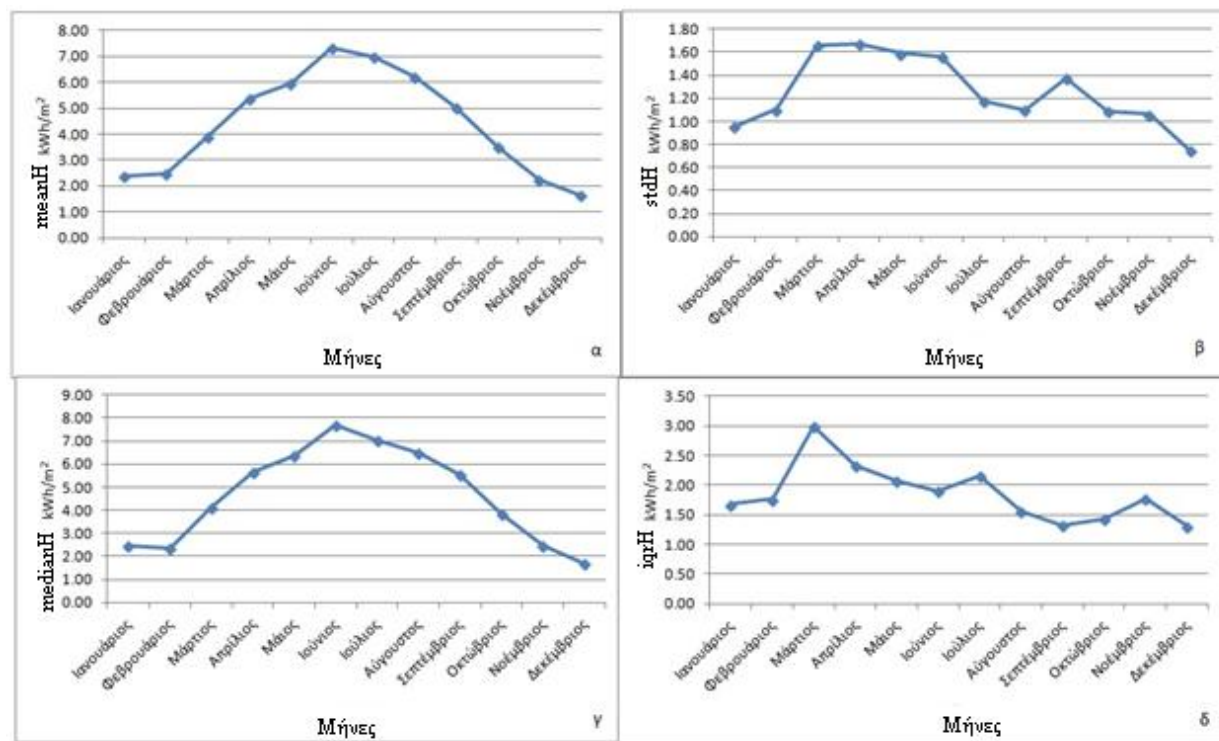 8.00
7.00
6.00
5.00
4.00
3.00
2.00
1.00
0.00
meanH kWh/m²
Ιανουάριος
Φεβρουάριος
Μάρτιος
Απρίλιος
Μάιος
Ιούνιος
Ιούλιος
Αύγουστος
Σεπτέμβριος
Οκτώβριος
Νοέμβριος
Δεκέμβριος
Μήνες
α
1.80
1.60
1.40
1.20
1.00
0.80
0.60
0.40
0.20
0.00
stdH kWh/m²
Ιανουάριος
Φεβρουάριος
Μάρτιος
Απρίλιος
Μάιος
Ιούνιος
Ιούλιος
Αύγουστος
Σεπτέμβριος
Οκτώβριος
Νοέμβριος
Δεκέμβριος
Μήνες
β
9.00
8.00
7.00
6.00
5.00
4.00
3.00
2.00
1.00
0.00
medianH kWh/m²
Ιανουάριος
Φεβρουάριος
Μάρτιος
Απρίλιος
Μάιος
Ιούνιος
Ιούλιος
Αύγουστος
Σεπτέμβριος
Οκτώβριος
Νοέμβριος
Δεκέμβριος
Μήνες
γ
3.50
3.00
2.50
2.00
1.50
1.00
0.50
0.00
iqrH kWh/m²
Ιανουάριος
Φεβρουάριος
Μάρτιος
Απρίλιος
Μάιος
Ιούνιος
Ιούλιος
Αύγουστος
Σεπτέμβριος
Οκτώβριος
Νοέμβριος
Δεκέμβριος
Μήνες
δ